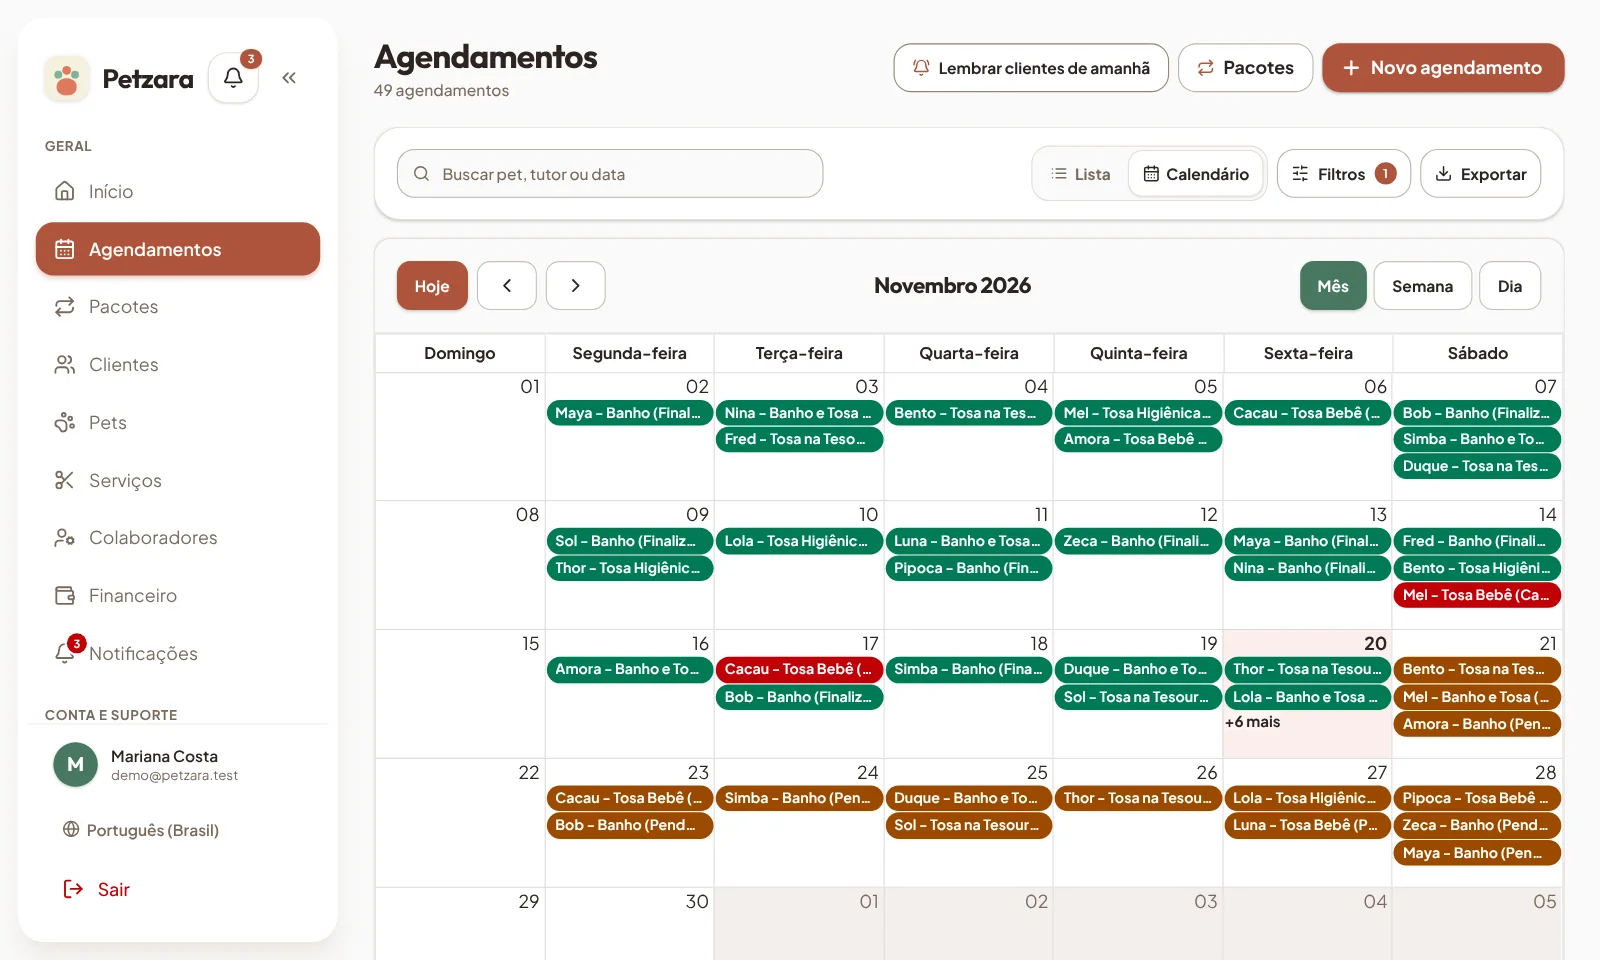 Petzara
3
GERAL
Início
Agendamentos
Pacotes
Clientes
Pets
Serviços
Colaboradores
Financeiro
3
Notificações
CONTA E SUPORTE
M
Mariana Costa
demo@petzara.test
Português (Brasil)
Sair
Agendamentos
49 agendamentos
Lembrar clientes de amanhã
Pacotes
+ Novo agendamento
Buscar pet, tutor ou data
Lista
Calendário
Filtros 1
Exportar
Hoje
Novembro 2026
Mês
Semana
Dia
Domingo Segunda-feira Terça-feira Quarta-feira Quinta-feira Sexta-feira Sábado
01
02
Maya - Banho (Final...
03
Nina - Banho e Tosa ...
Fred - Tosa na Teso...
04
Bento - Tosa na Tes...
05
Mel - Tosa Higiênica...
Amora - Tosa Bebê ...
06
Cacau - Tosa Bebê (...
07
Bob - Banho (Finaliz...
Simba - Banho e To...
Duque - Tosa na Tes...
08
09
Sol - Banho (Finaliz...
Thor - Tosa Higiênic...
10
Lola - Tosa Higiênic...
11
Luna - Banho e Tosa...
Pipoca - Banho (Fin...
12
Zeca - Banho (Finali...
13
Maya - Banho (Final...
Nina - Banho (Finali...
14
Fred - Banho (Finali...
Bento - Tosa Higiêni...
Mel - Tosa Bebê (Ca...
15
16
Amora - Banho e To...
17
Cacau - Tosa Bebê (...
Bob - Banho (Finaliz...
18
Simba - Banho (Fina...
19
Duque - Banho e To...
Sol - Tosa na Tesour...
20
Thor - Tosa na Tesou...
Lola - Banho e Tosa ...
+6 mais
21
Bento - Tosa na Tes...
Mel - Banho e Tosa (...
Amora - Banho (Pen...
22
23
Cacau - Tosa Bebê (...
Bob - Banho (Pend...
24
Simba - Banho (Pen...
25
Duque - Banho e To...
Sol - Tosa na Tesour...
26
Thor - Tosa na Tesou...
27
Lola - Tosa Higiênic...
Luna - Tosa Bebê (P...
28
Pipoca - Tosa Bebê ...
Zeca - Banho (Pend...
Maya - Banho (Pen...
29
30
01
02
03
04
05